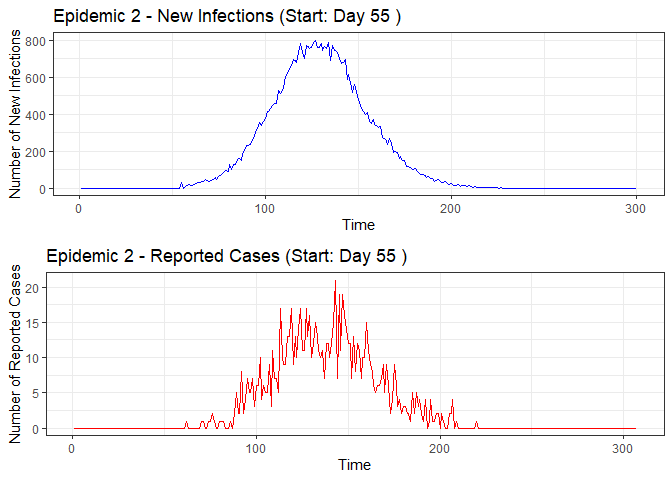 Epidemic 2 - New Infections (Start: Day 55 )
Number of New Infections
800
600
400
200
0
0 100 200 300
Time
Epidemic 2 - Reported Cases (Start: Day 55 )
Number of Reported Cases
20
15
10
5
0
0 100 200 300
Time